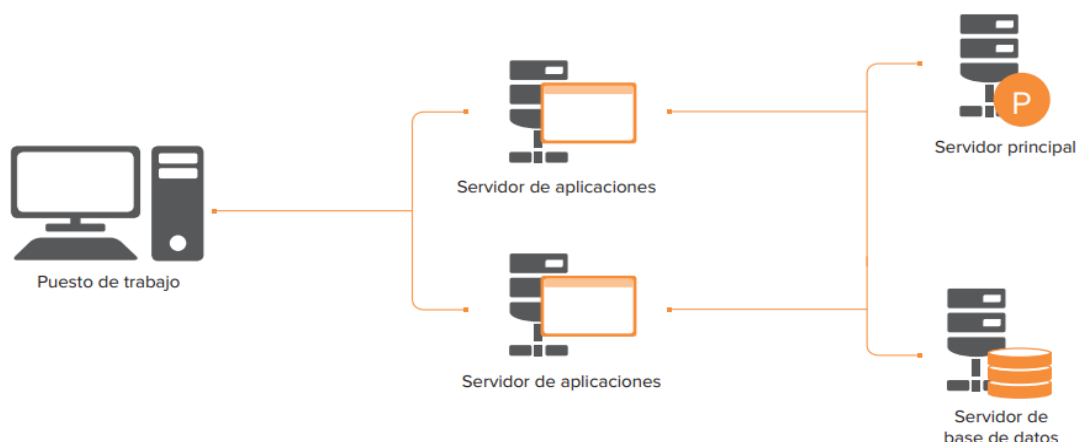 P
Servidor principal
Servidor de aplicaciones
Puesto de trabajo
Servidor de aplicaciones
Servidor de
base de datos